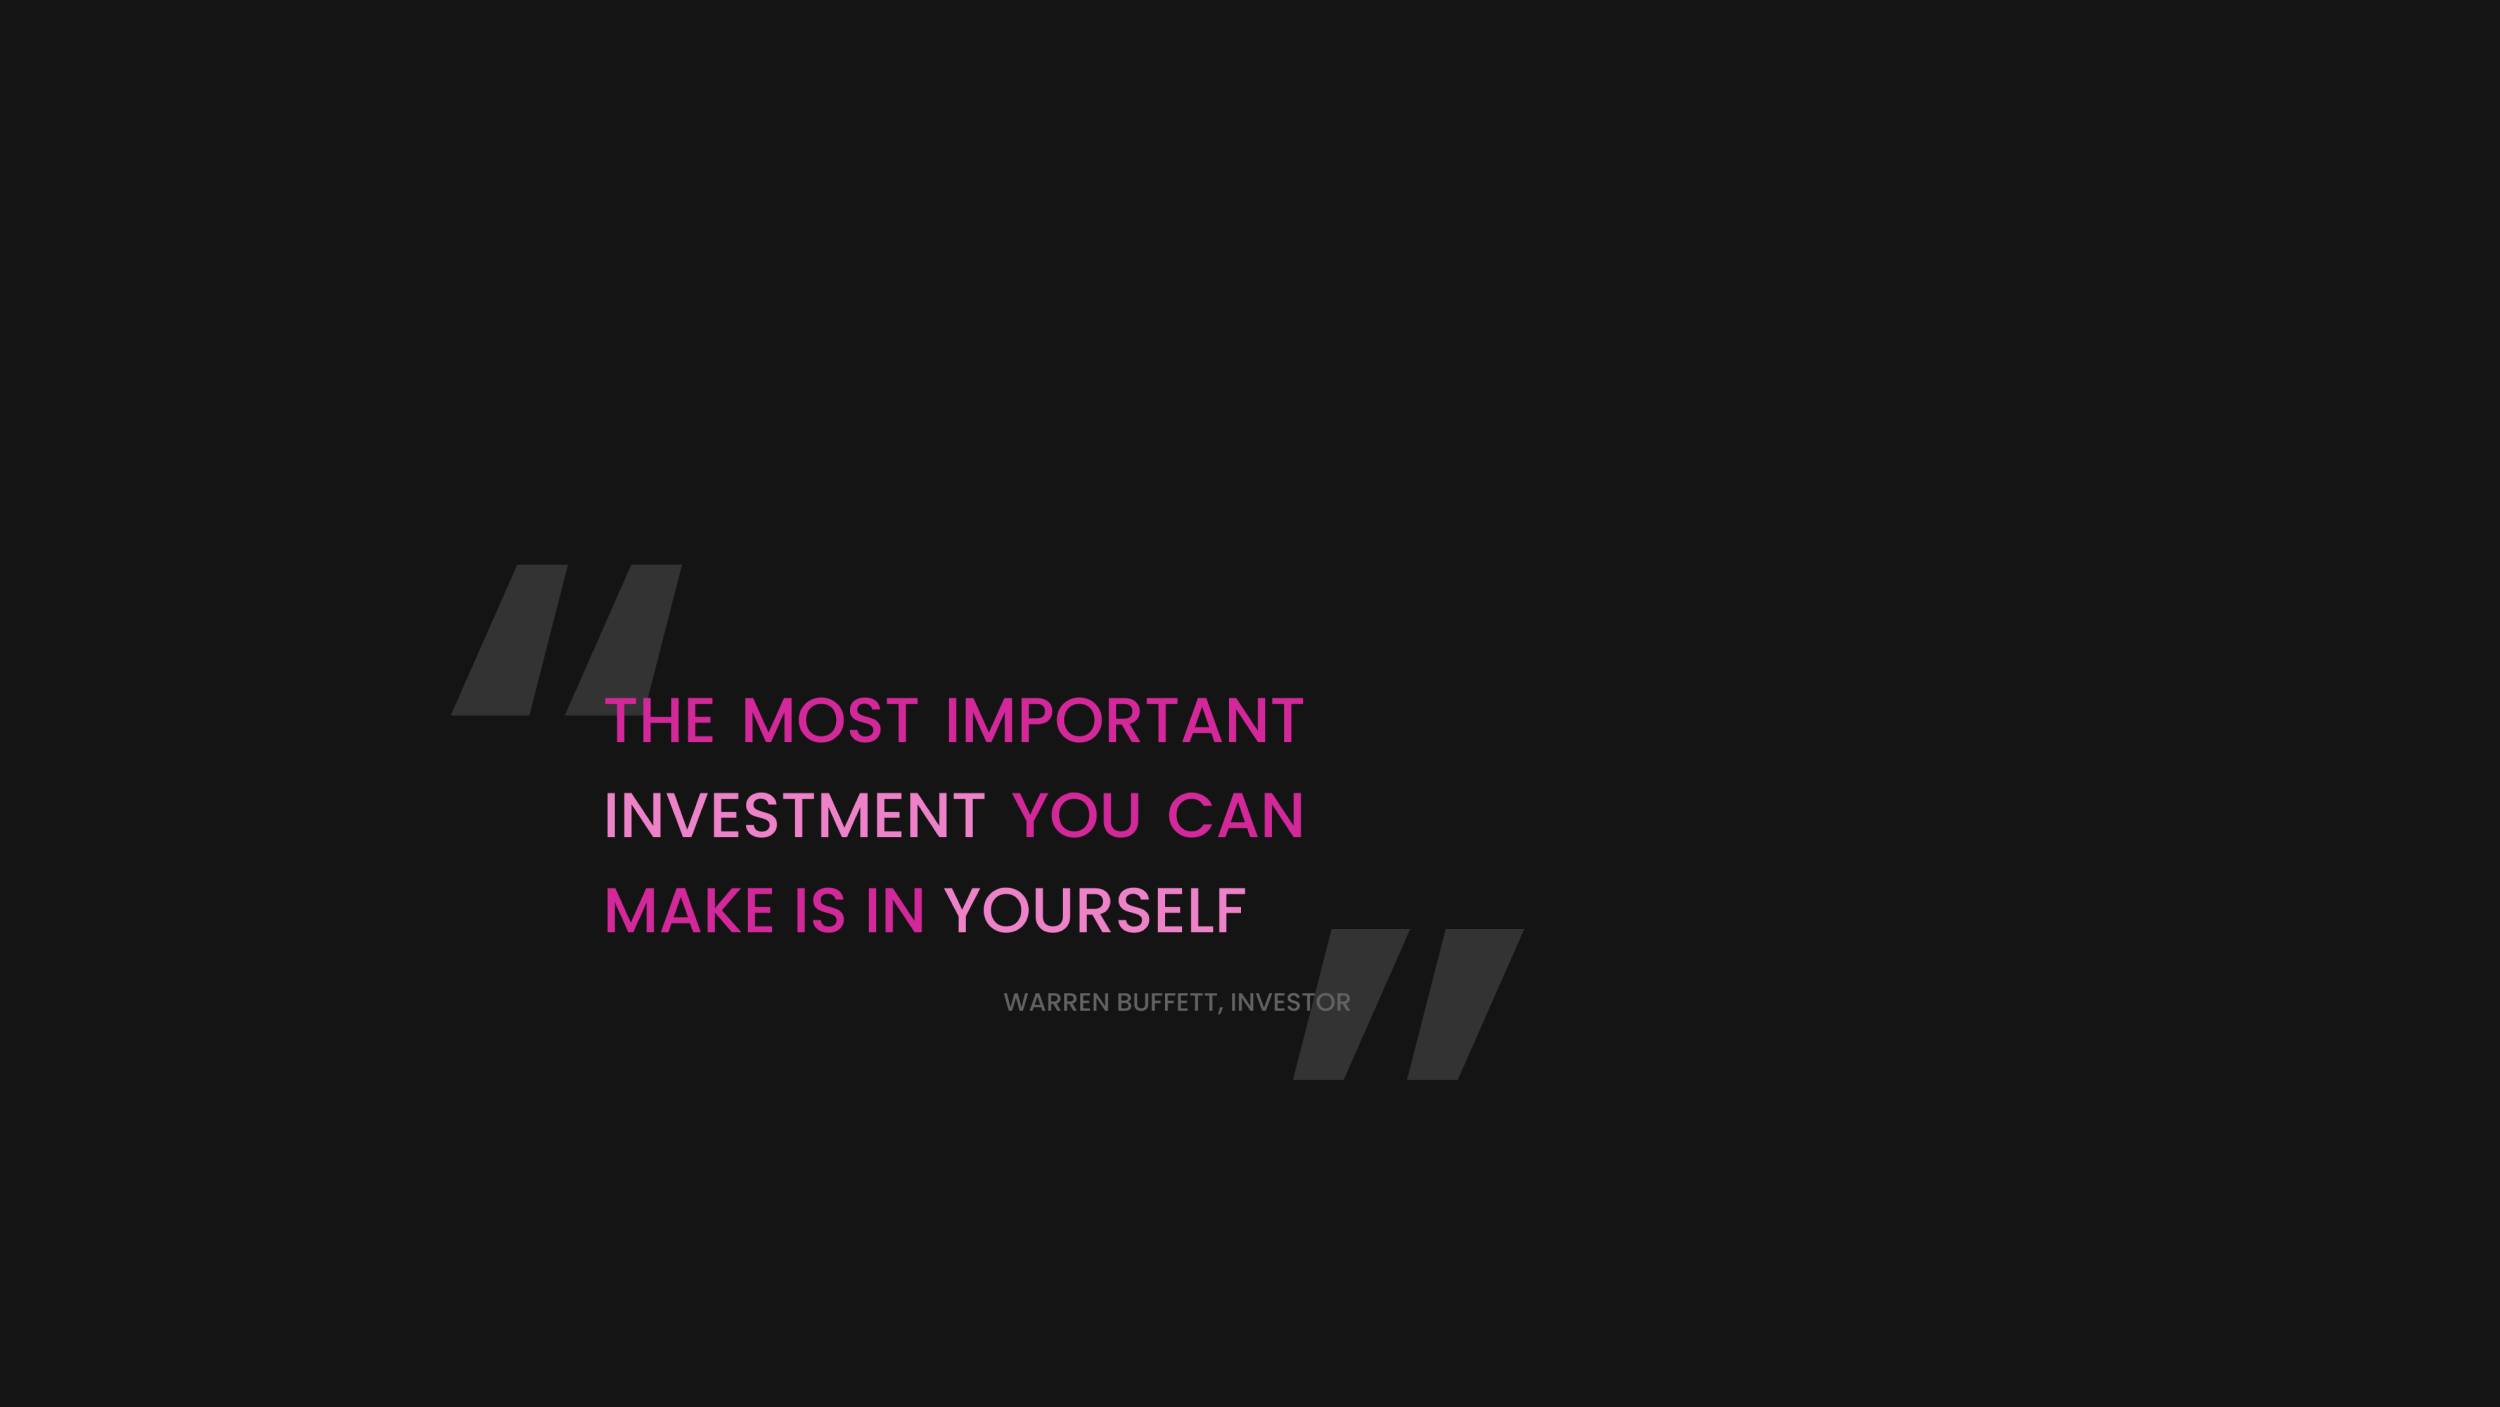 THE MOST IMPORTANT
INVESTMENT YOU CAN
MAKE IS IN YOURSELF
WARREN BUFFETT, INVESTOR